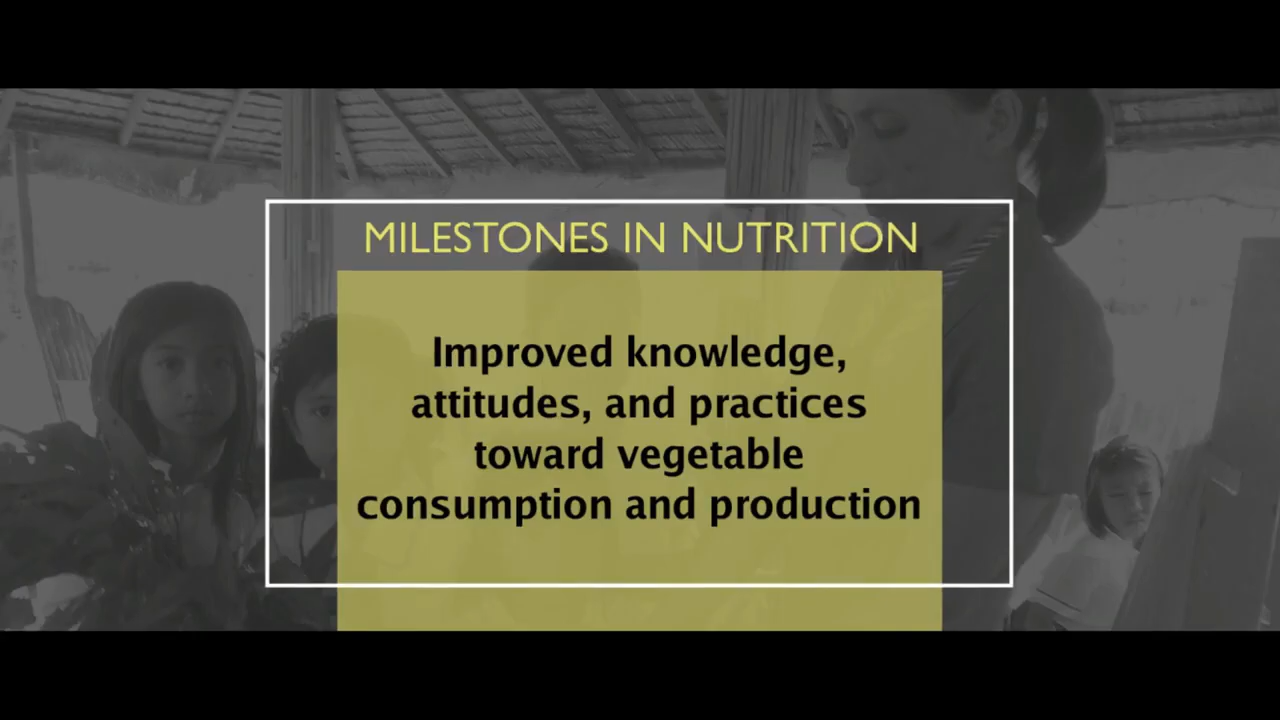 MILESTONES IN NUTRITION
Improved knowledge,
attitudes, and practices
toward vegetable
consumption and production